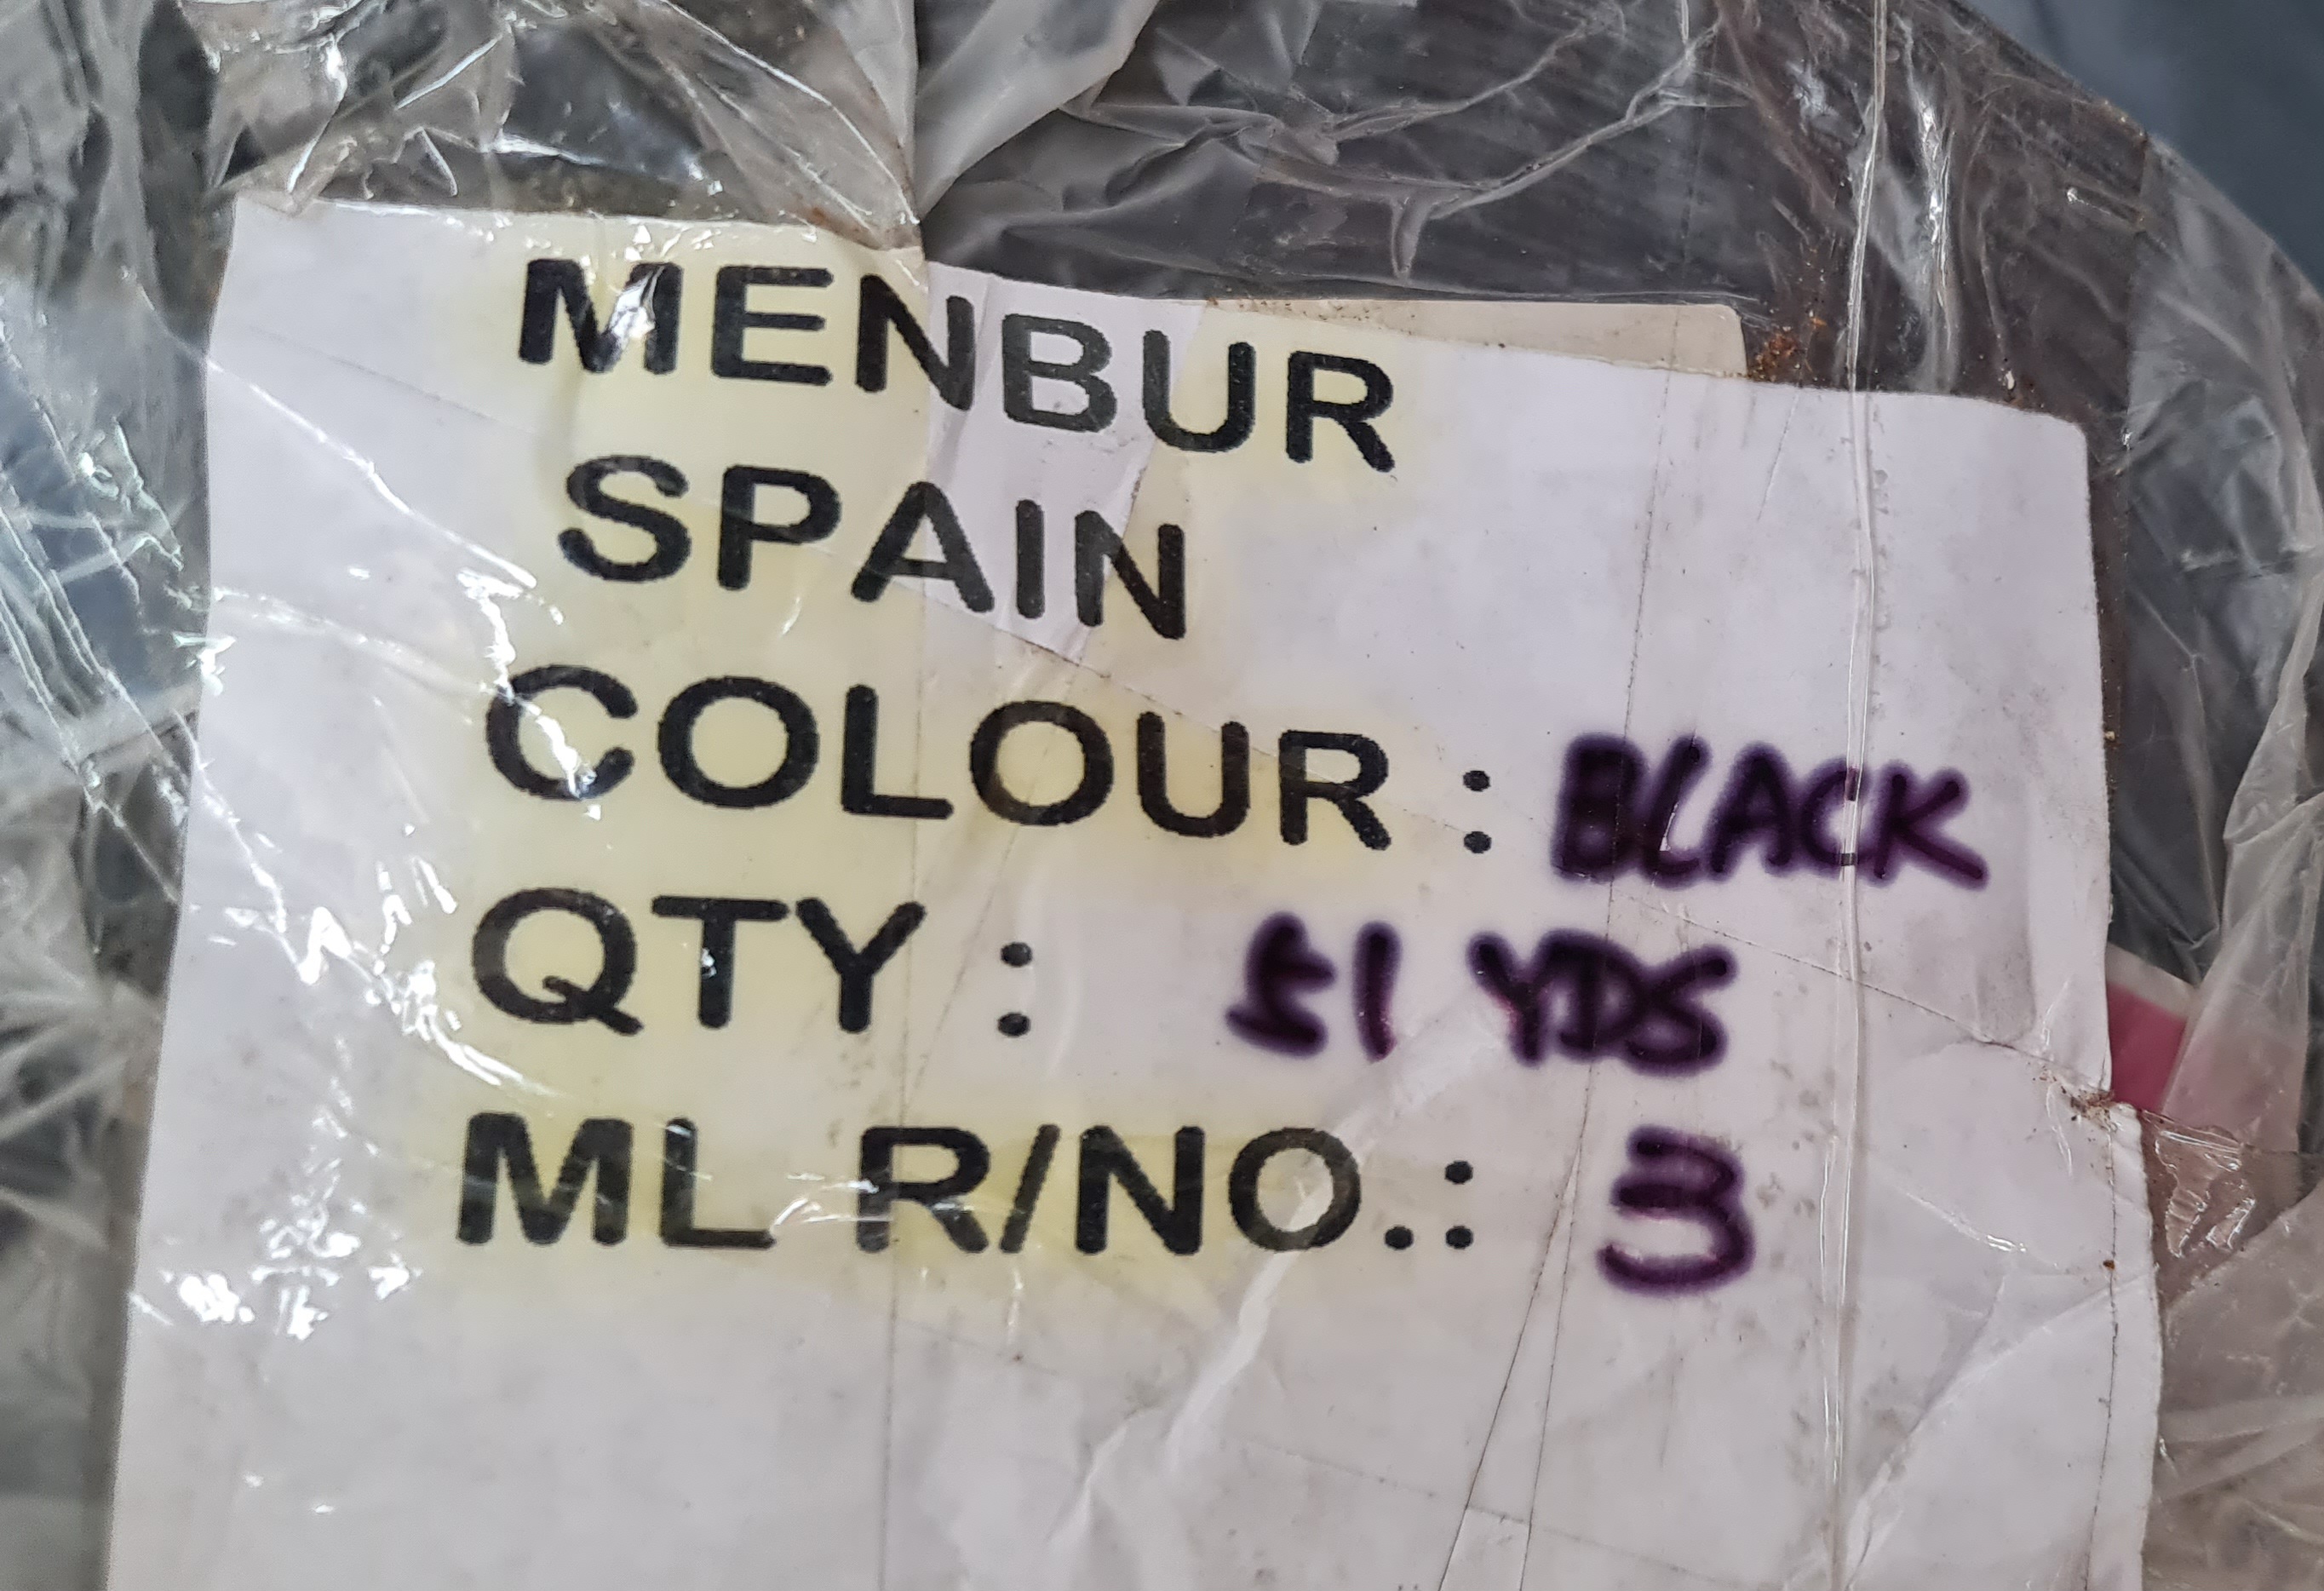 MENBUR
SPAIN
COLOUR : BLACK
QTY : 51 YDS
ML R/NO.: 3